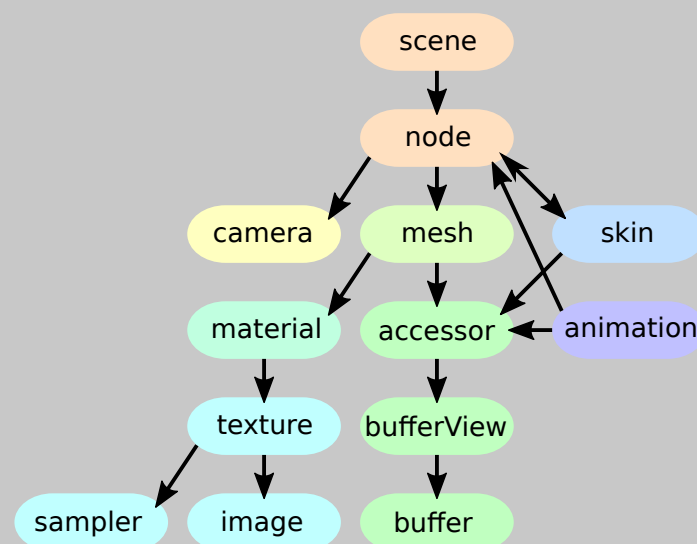 scene
node
camera
mesh
skin
material
accessor
animation
texture
bufferView
sampler
image
buffer